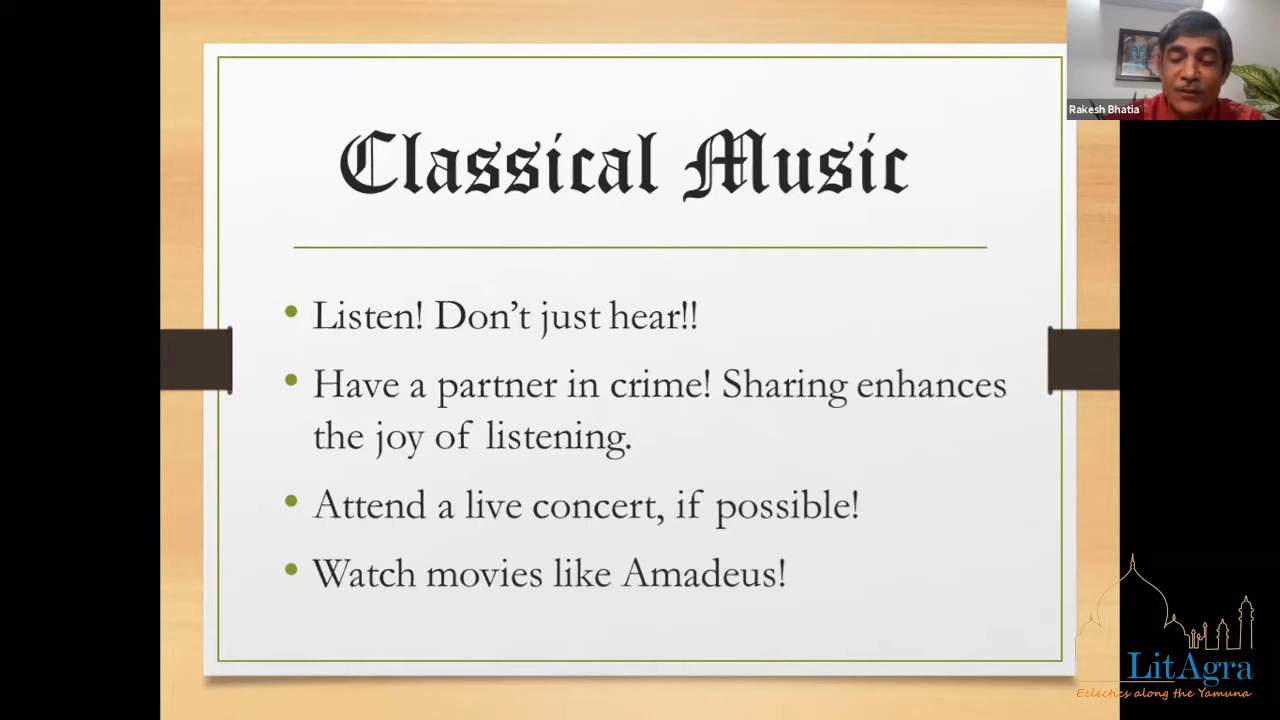 Rakesh Bhatia
Classical Music
• Listen! Don't just hear!!
• Have a partner in crime! Sharing enhances
the joy of listening.
• Attend a live concert, if possible!
• Watch movies like Amadeus!
LitAgra
Eclectics along the Yamuna